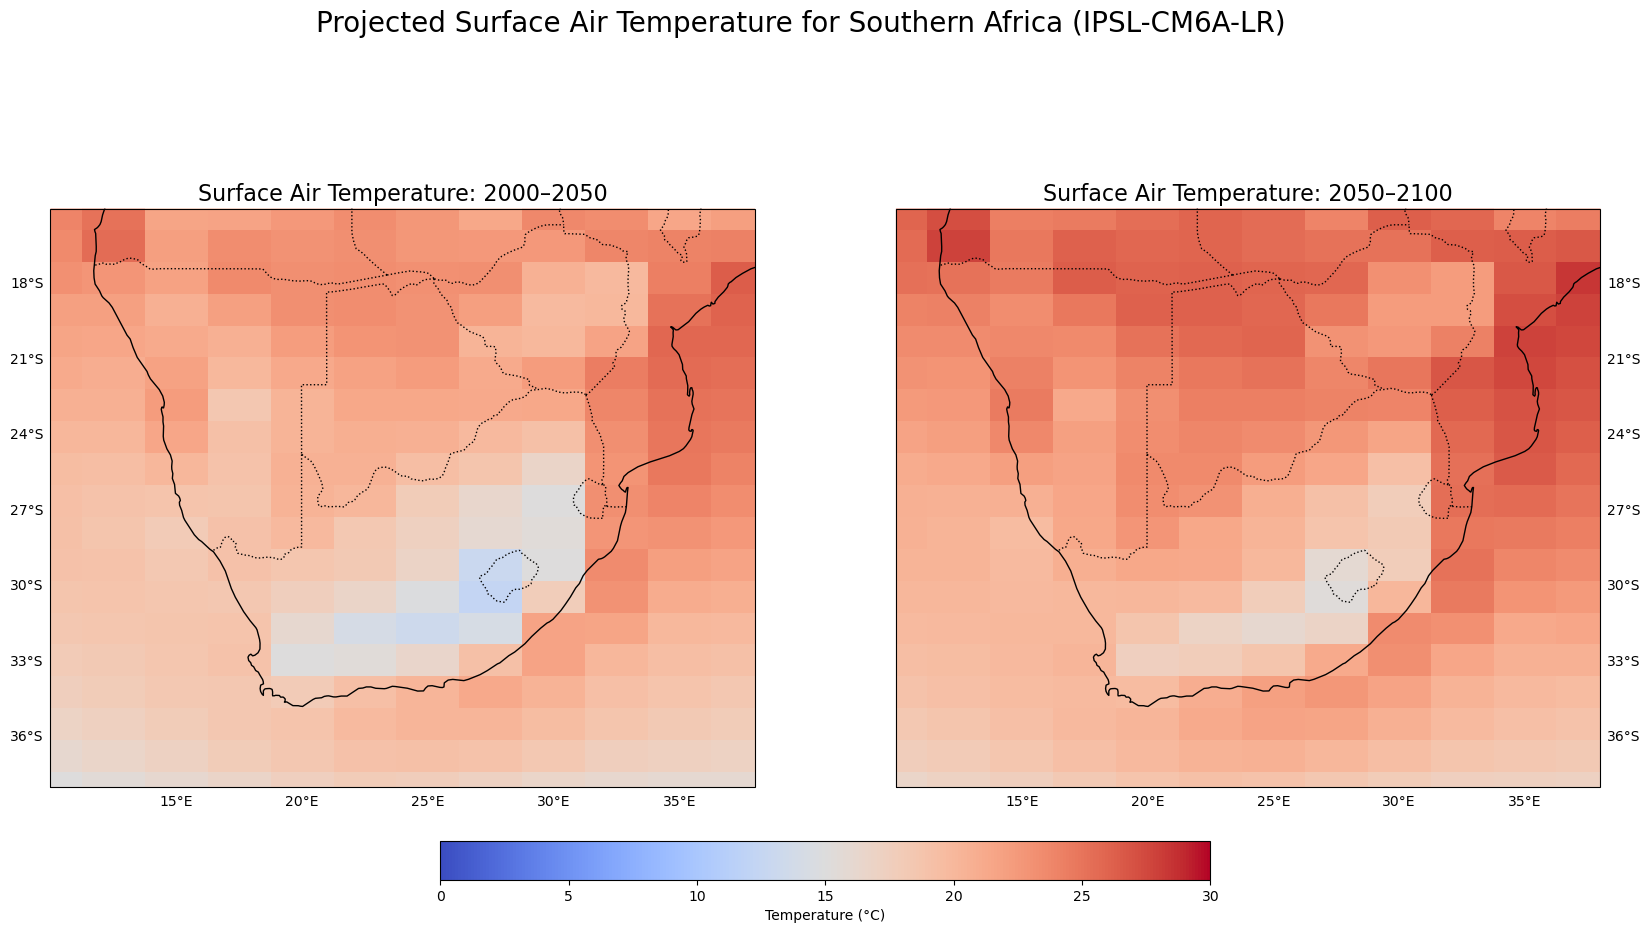 Projected Surface Air Temperature for Southern Africa (IPSL-CM6A-LR)
Surface Air Temperature: 2000–2050
Surface Air Temperature: 2050–2100
18°S
21°S
24°S
27°S
30°S
33°S
36°S
15°E 20°E 25°E 30°E 35°E
18°S
21°S
24°S
27°S
30°S
33°S
36°S
15°E 20°E 25°E 30°E 35°E
0 5 10 15 20 25 30
Temperature (°C)